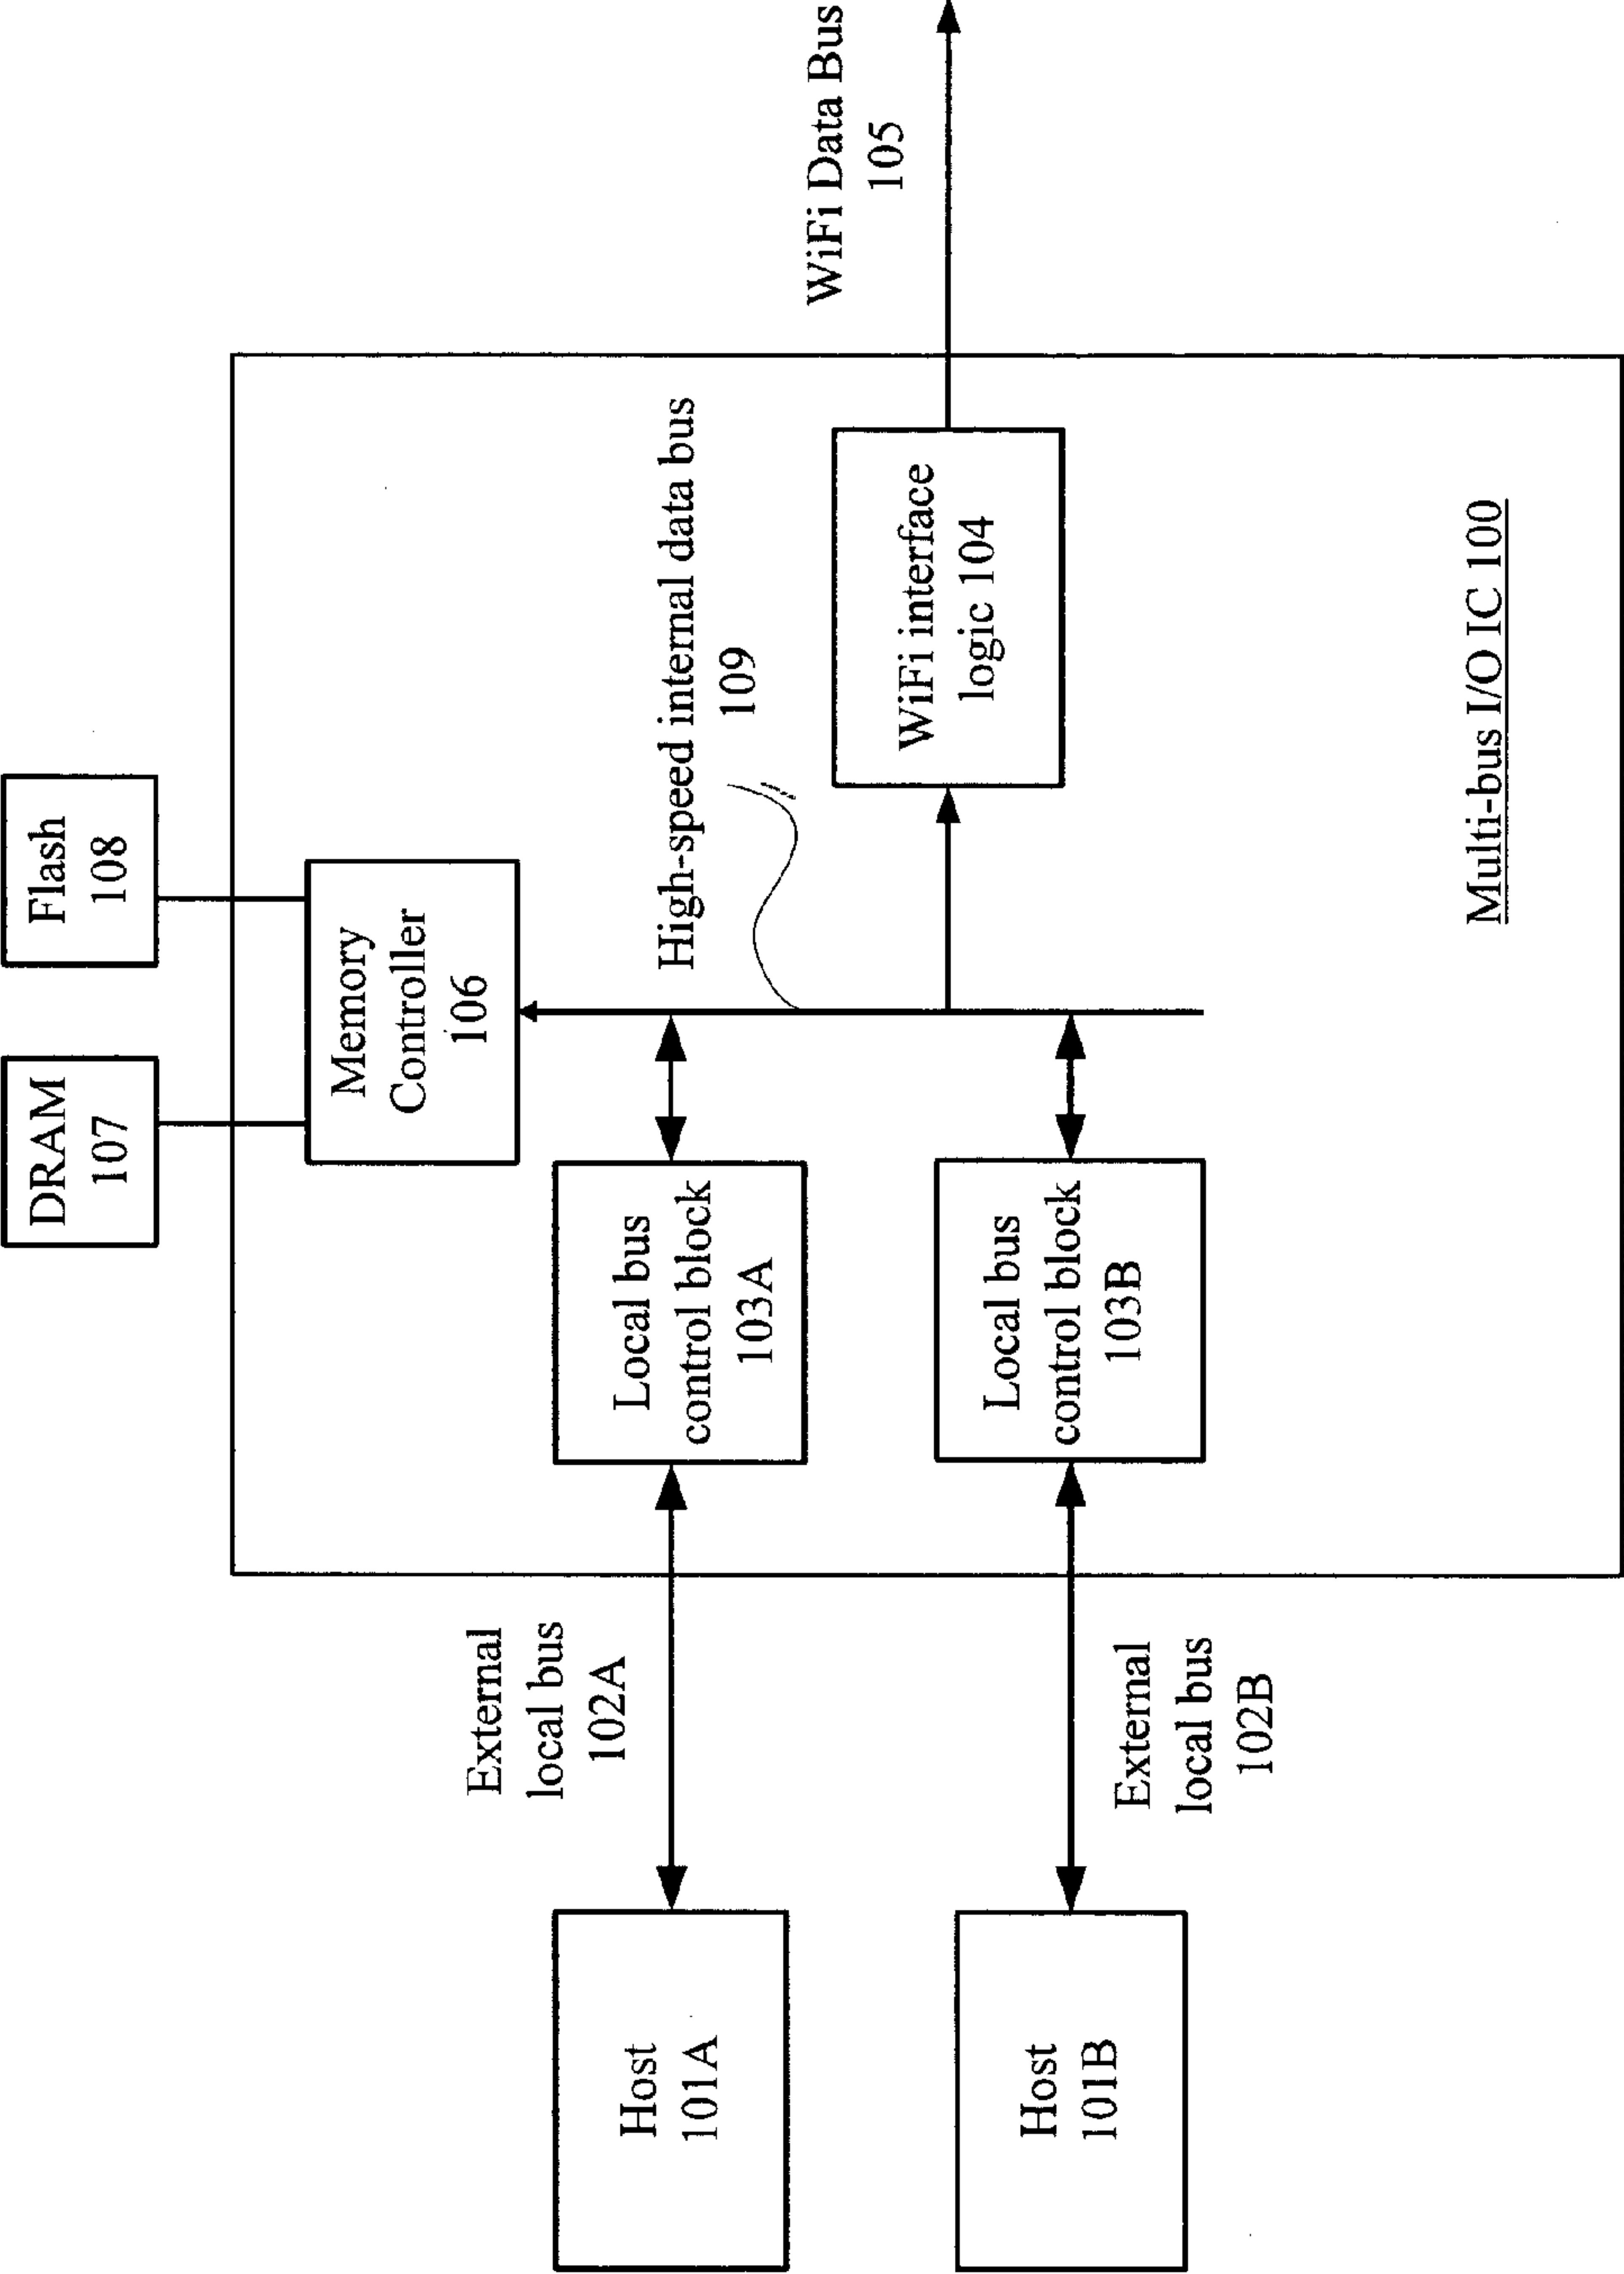 DRAM
107
Flash
108
Memory
Controller
106
High-speed internal data bus
109
WiFi Data Bus
105
External
local bus
102A
Local bus
control block
103A
WiFi interface
logic 104
Host
101A
Host
101B
External
local bus
102B
Local bus
control block
103B
Multi-bus I/O IC 100